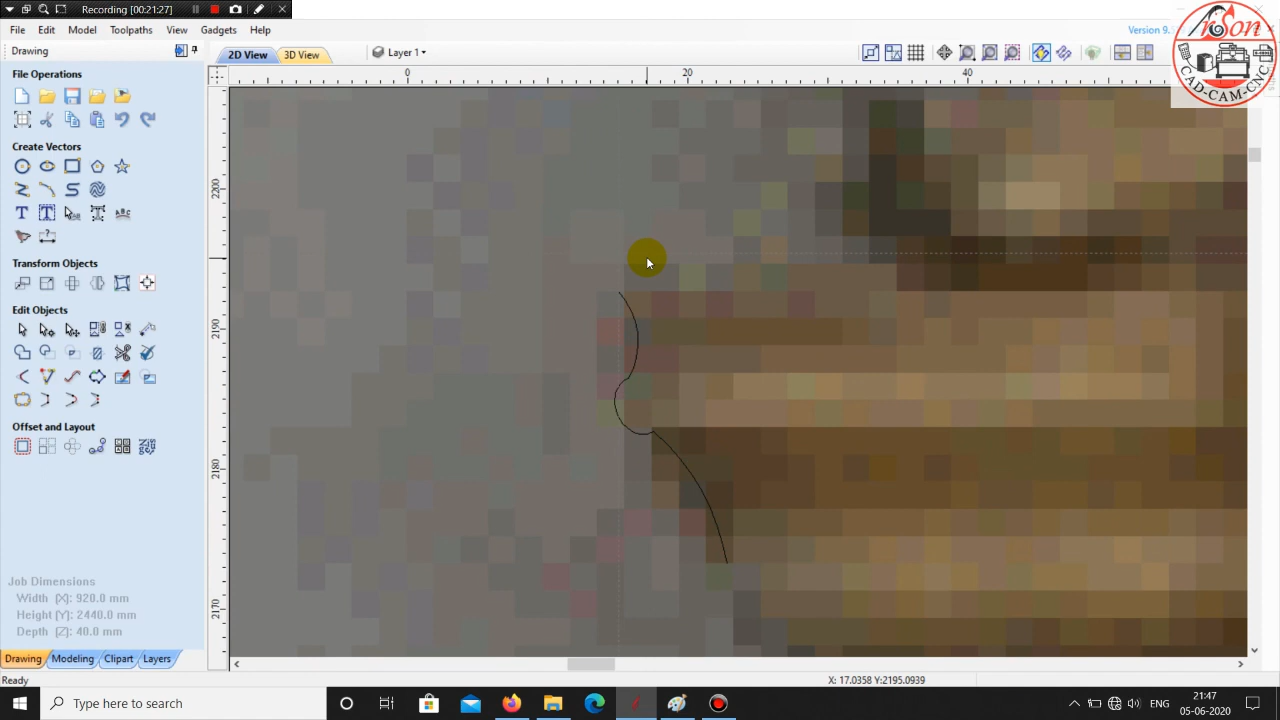 Recording [00:21:27]
File Edit Model Toolpaths View Gadgets Help
Version 9.
Drawing
2D View 3D View Layer 1
File Operations
0 20 40
Create Vectors
Transform Objects
Edit Objects
Offset and Layout
2200
2190
2180
2170
Job Dimensions
Width (X): 920.0 mm
Height (Y): 2440.0 mm
Depth (Z): 40.0 mm
Drawing Modeling Clipart Layers
Ready
X: 17.0358 Y:2195.0939
Type here to search
ENG
21:47
05-06-2020
CAD-CAM-CNC